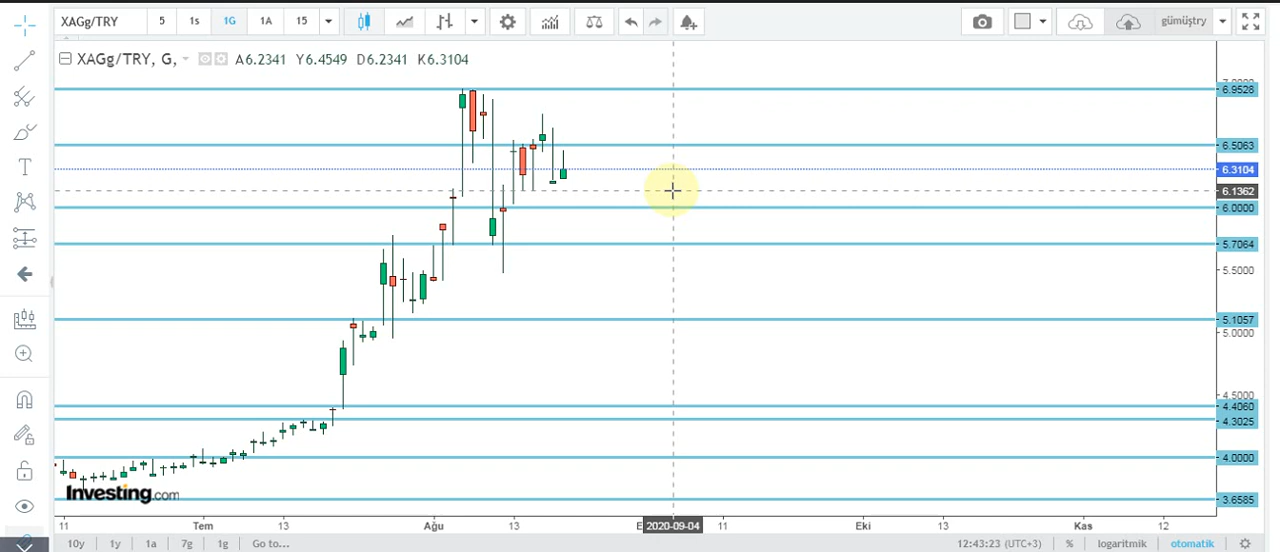 XAGg/TRY 5 1s 1G 1A 15 gümüştry
XAGg/TRY, G, A6.2341 Y6.4549 D6.2341 K6.3104
6.9528
6.5063
6.3104
6.1362
6.0000
5.7064
5.5000
5.1057
5.0000
4.5000
4.4060
4.3025
4.0000
Investing.com
3.6585
11 Tem 13 Ağu 13 2020-09-04 11 Eki 13 Kas 12
10y 1y 1a 7g 1g Go to... 12:43:23 (UTC+3) % logaritmik otomatik